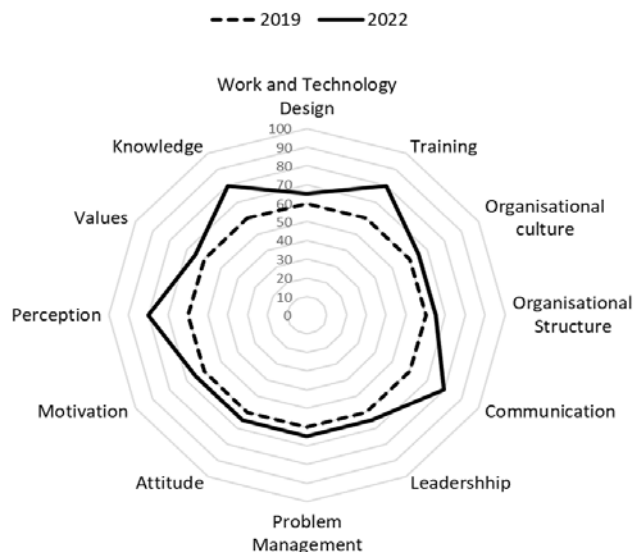 2019 2022
Work and Technology
Design
Training
Organisational
culture
Organisational
Structure
Communication
Leadershhip
Problem
Management
Attitude
Motivation
Perception
Values
Knowledge
100
90
80
70
60
50
40
30
20
10
0